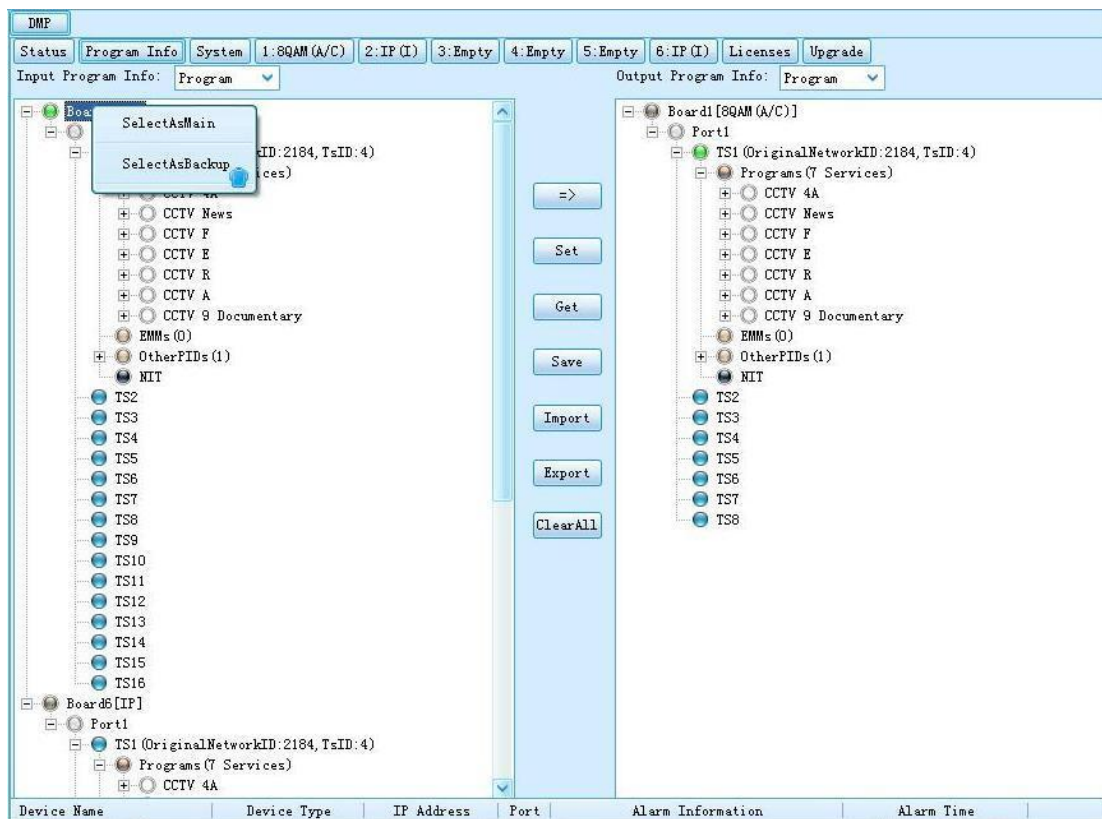 DMP
Status Program Info System 1:8QAM(A/C) 2:IP(I) 3:Empty 4:Empty 5:Empty 6:IP(I) Licenses Upgrade
Input Program Info: Program
Output Program Info: Program
SelectAsMain
SelectAsBackup
CCTV News
CCTV F
CCTV E
CCTV R
CCTV A
CCTV 9 Documentary
EMMs(0)
OtherPIDs(1)
NIT
TS2
TS3
TS4
TS5
TS6
TS7
TS8
TS9
TS10
TS11
TS12
TS13
TS14
TS15
TS16
Board6[IP]
Port1
TS1(OriginalNetworkID:2184,TsID:4)
Programs(7 Services)
CCTV 4A
=>
Set
Get
Save
Import
Export
ClearAll
Board1[8QAM(A/C)]
Port1
TS1(OriginalNetworkID:2184,TsID:4)
Programs(7 Services)
CCTV 4A
CCTV News
CCTV F
CCTV E
CCTV R
CCTV A
CCTV 9 Documentary
EMMs(0)
OtherPIDs(1)
NIT
TS2
TS3
TS4
TS5
TS6
TS7
TS8
Device Name Device Type IP Address Port Alarm Information Alarm Time